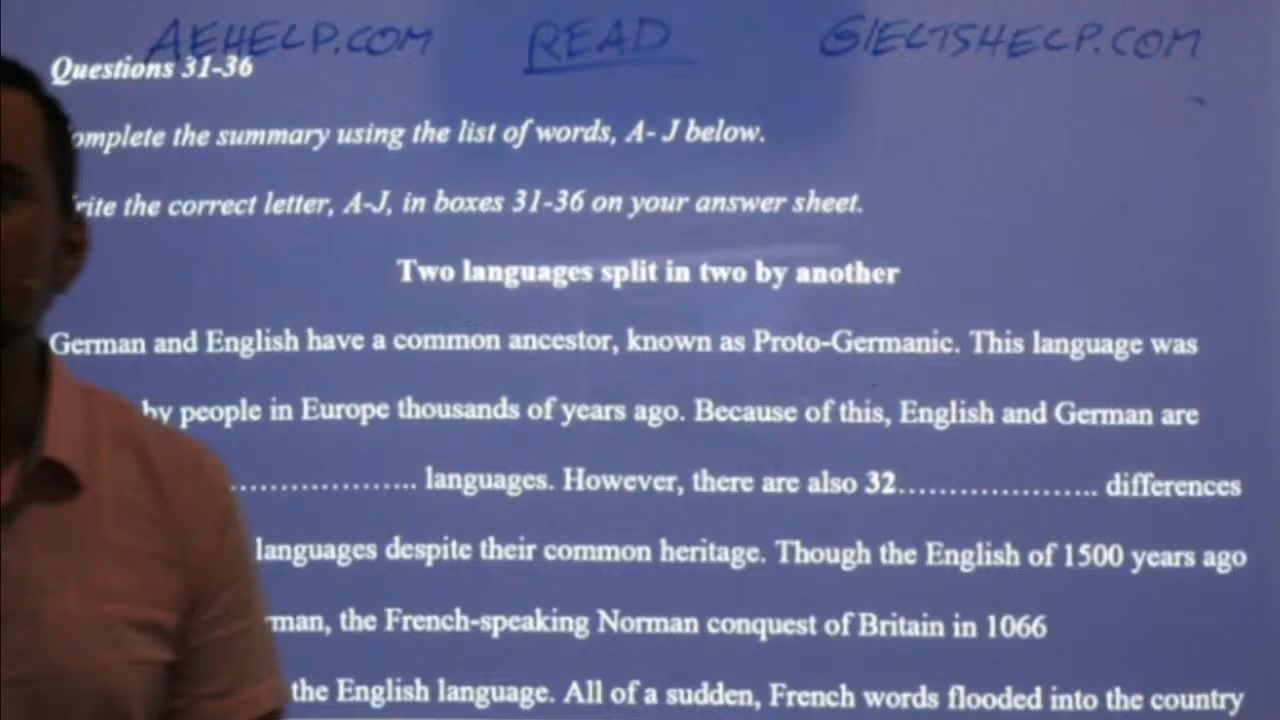 AEHELP.COM READ GIELTSHELP.COM
Questions 31-36
omplete the summary using the list of words, A- J below.
rite the correct letter, A-J, in boxes 31-36 on your answer sheet.
Two languages split in two by another
German and English have a common ancestor, known as Proto-Germanic. This language was
by people in Europe thousands of years ago. Because of this, English and German are
.................. languages. However, there are also 32.................... differences
languages despite their common heritage. Though the English of 1500 years ago
rman, the French-speaking Norman conquest of Britain in 1066
the English language. All of a sudden, French words flooded into the country